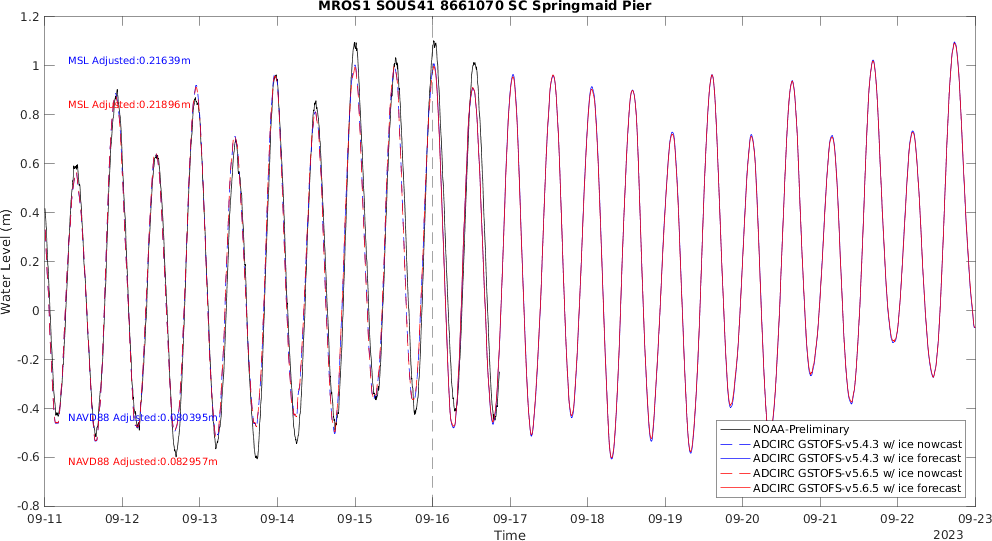 MROS1 SOUS41 8661070 SC Springmaid Pier
1.2
1
0.8
0.6
0.4
0.2
0
-0.2
-0.4
-0.6
-0.8
Water Level (m)
MSL Adjusted:0.21639m
MSL Adjusted:0.21896m
NAVD88 Adjusted:0.080395m
NAVD88 Adjusted:0.082957m
NOAA-Preliminary
ADCIRC GSTOFS-v5.4.3 w/ ice nowcast
ADCIRC GSTOFS-v5.4.3 w/ ice forecast
ADCIRC GSTOFS-v5.6.5 w/ ice nowcast
ADCIRC GSTOFS-v5.6.5 w/ ice forecast
09-11 09-12 09-13 09-14 09-15 09-16 09-17 09-18 09-19 09-20 09-21 09-22 09-23
Time
2023